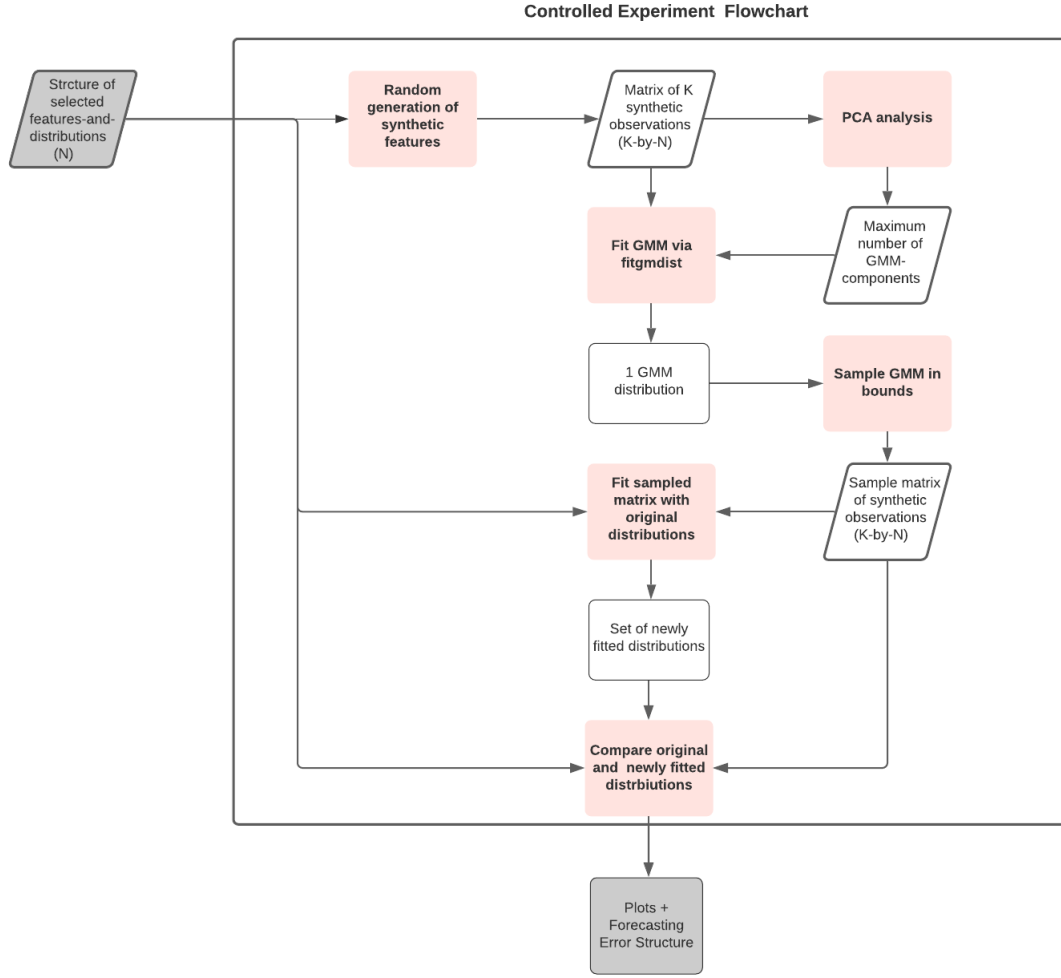 Controlled Experiment Flowchart
Strcture of
selected
features-and-
distributions
(N)
Random
generation of
synthetic
features
Matrix of K
synthetic
observations
(K-by-N)
PCA analysis
Fit GMM via
fitgmdist
Maximum
number of
GMM-
components
1 GMM
distribution
Sample GMM in
bounds
Fit sampled
matrix with
original
distributions
Sample matrix
of synthetic
observations
(K-by-N)
Set of newly
fitted distributions
Compare original
and newly fitted
distrbiutions
Plots +
Forecasting
Error Structure